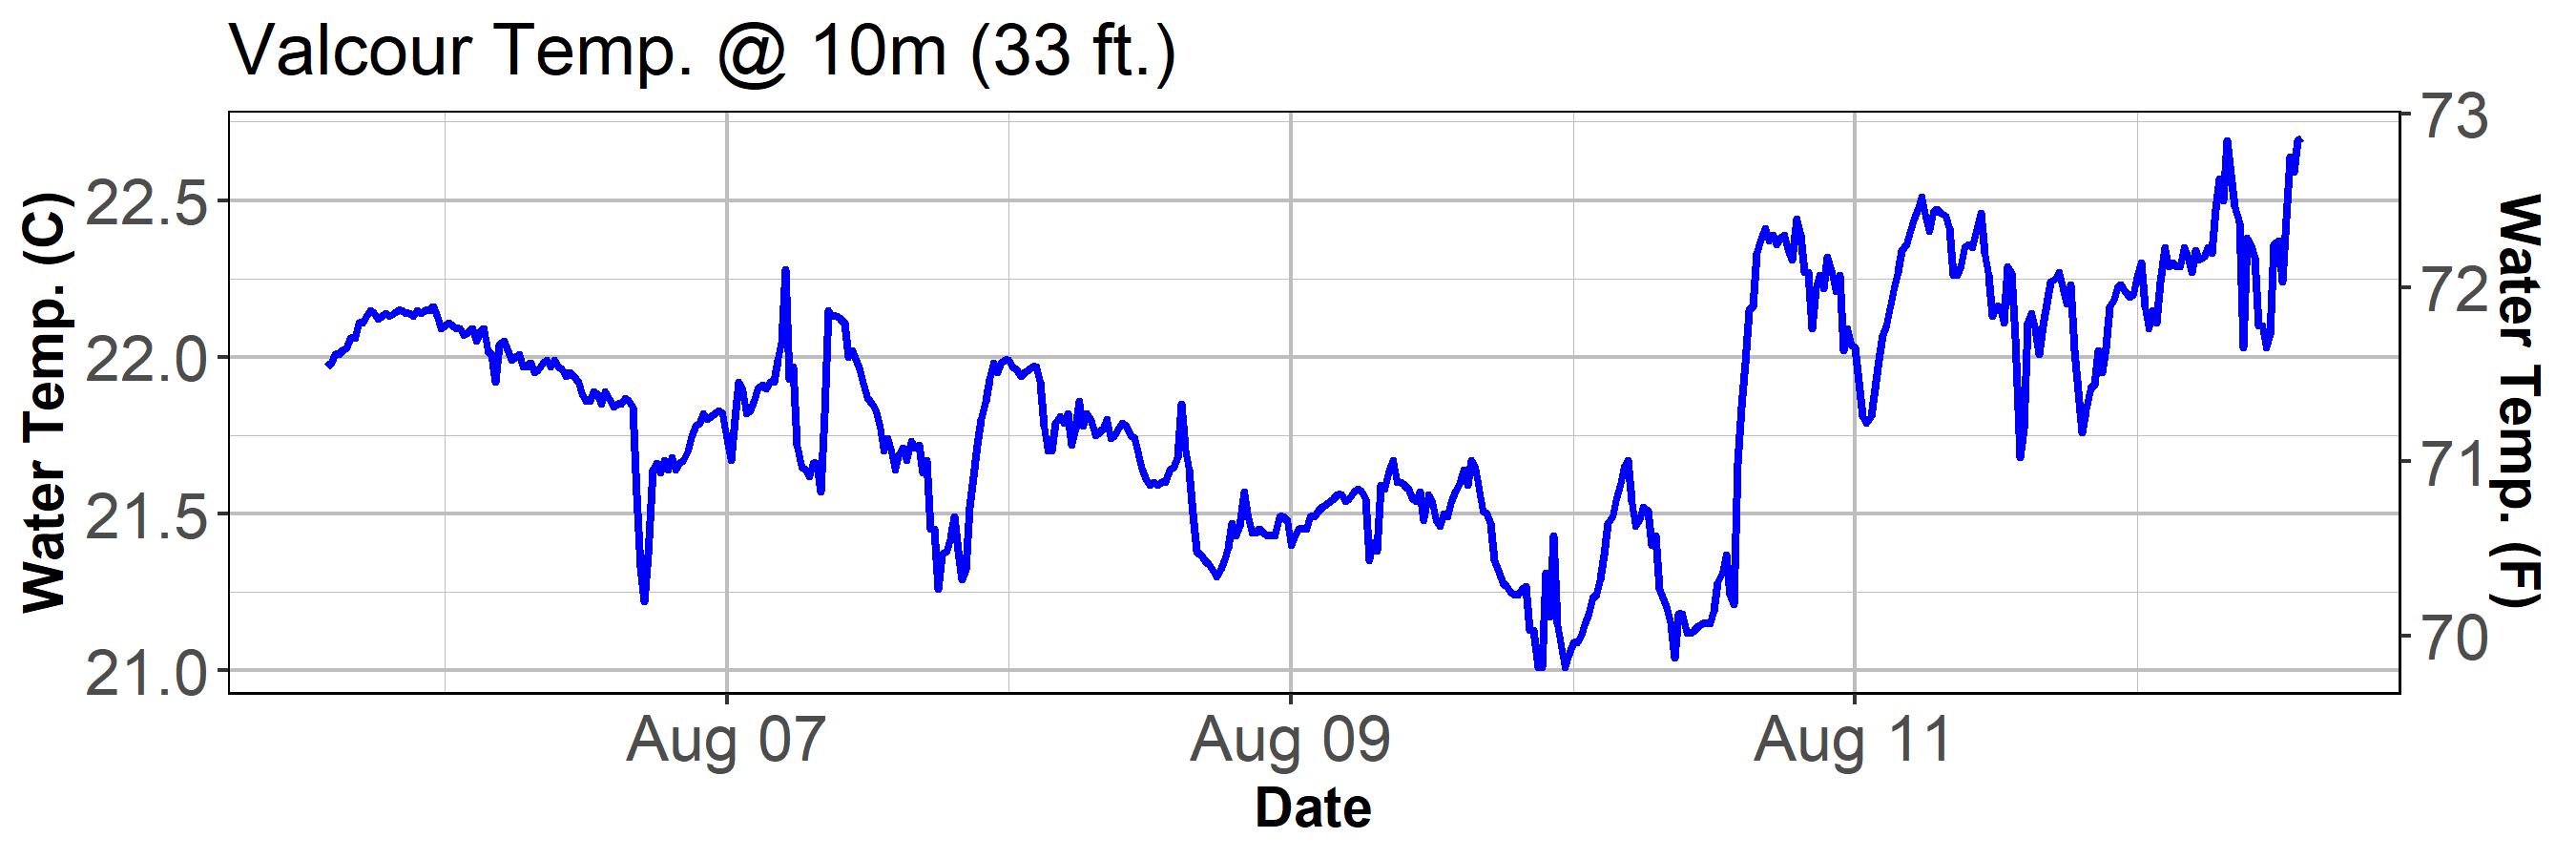 Valcour Temp. @ 10m (33 ft.)
Water Temp. (C)
22.5
22.0
21.5
21.0
73
72
71
70
Water Temp. (F)
Aug 07
Aug 09
Aug 11
Date